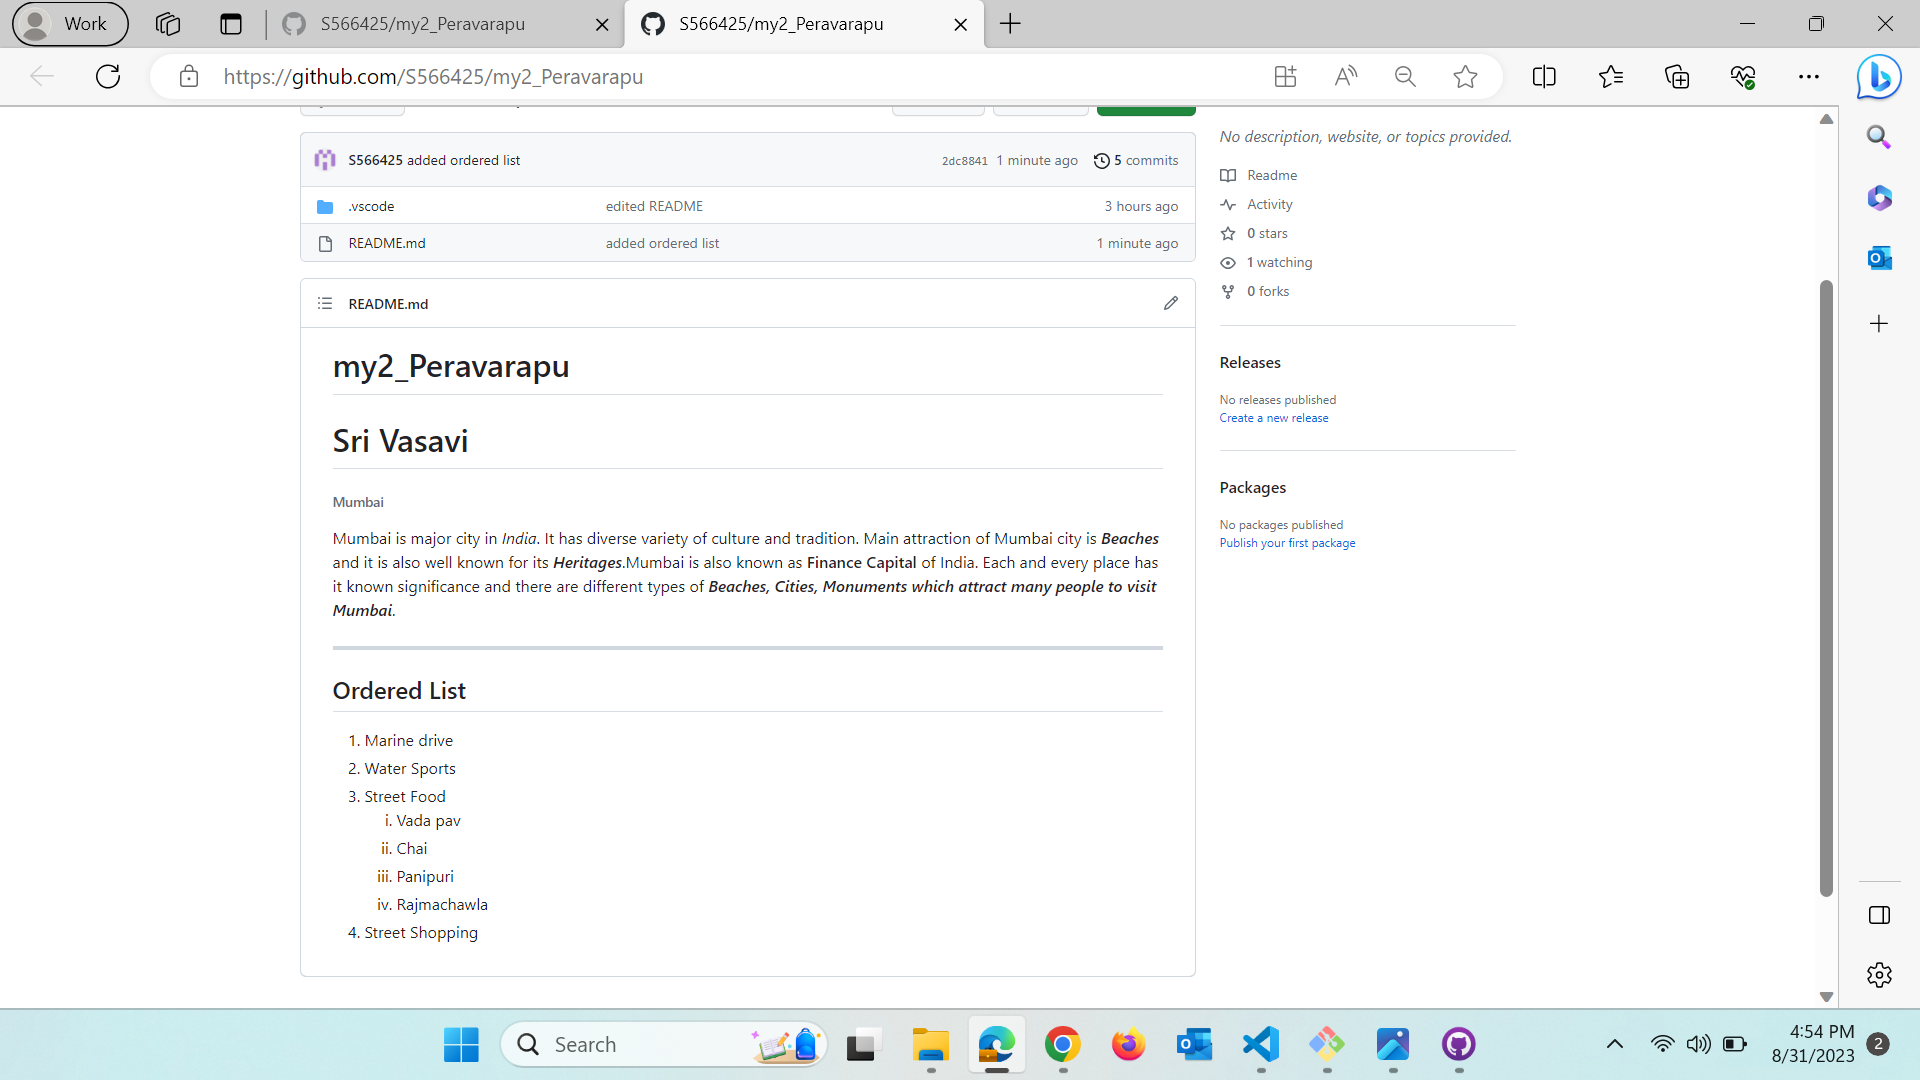 Work
S566425/my2_Peravarapu
S566425/my2_Peravarapu
https://github.com/S566425/my2_Peravarapu
S566425 added ordered list 2dc8841 1 minute ago 5 commits
.vscode edited README 3 hours ago
README.md added ordered list 1 minute ago
README.md
my2_Peravarapu
Sri Vasavi
Mumbai
Mumbai is major city in India. It has diverse variety of culture and tradition. Main attraction of Mumbai city is Beaches
and it is also well known for its Heritages.Mumbai is also known as Finance Capital of India. Each and every place has
it known significance and there are different types of Beaches, Cities, Monuments which attract many people to visit
Mumbai.
Ordered List
1. Marine drive
2. Water Sports
3. Street Food
i. Vada pav
ii. Chai
iii. Panipuri
iv. Rajmachawla
4. Street Shopping
No description, website, or topics provided.
Readme
Activity
0 stars
1 watching
0 forks
Releases
No releases published
Create a new release
Packages
No packages published
Publish your first package
Search
4:54 PM
8/31/2023
2